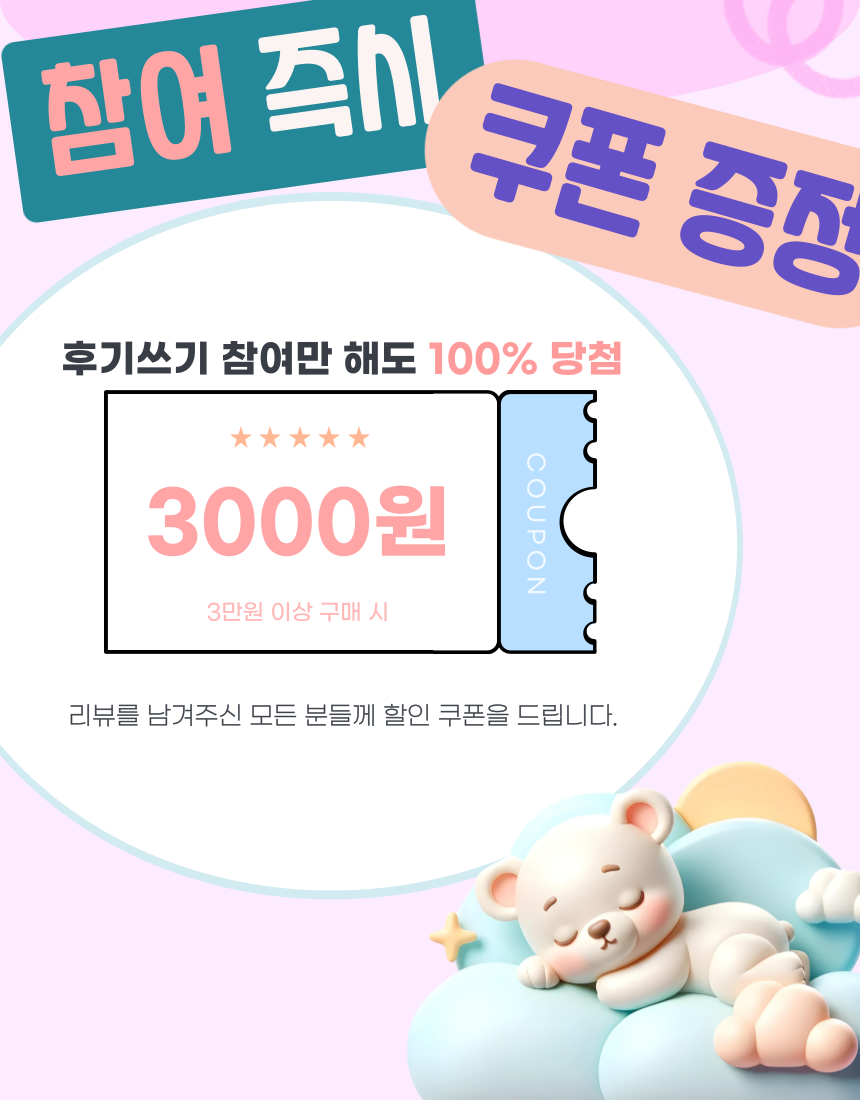 참여 즉시
쿠폰 증정
후기쓰기 참여만 해도 100% 당첨
★★★★★
3000원
3만원 이상 구매 시
COUPON
리뷰를 남겨주신 모든 분들께 할인 쿠폰을 드립니다.